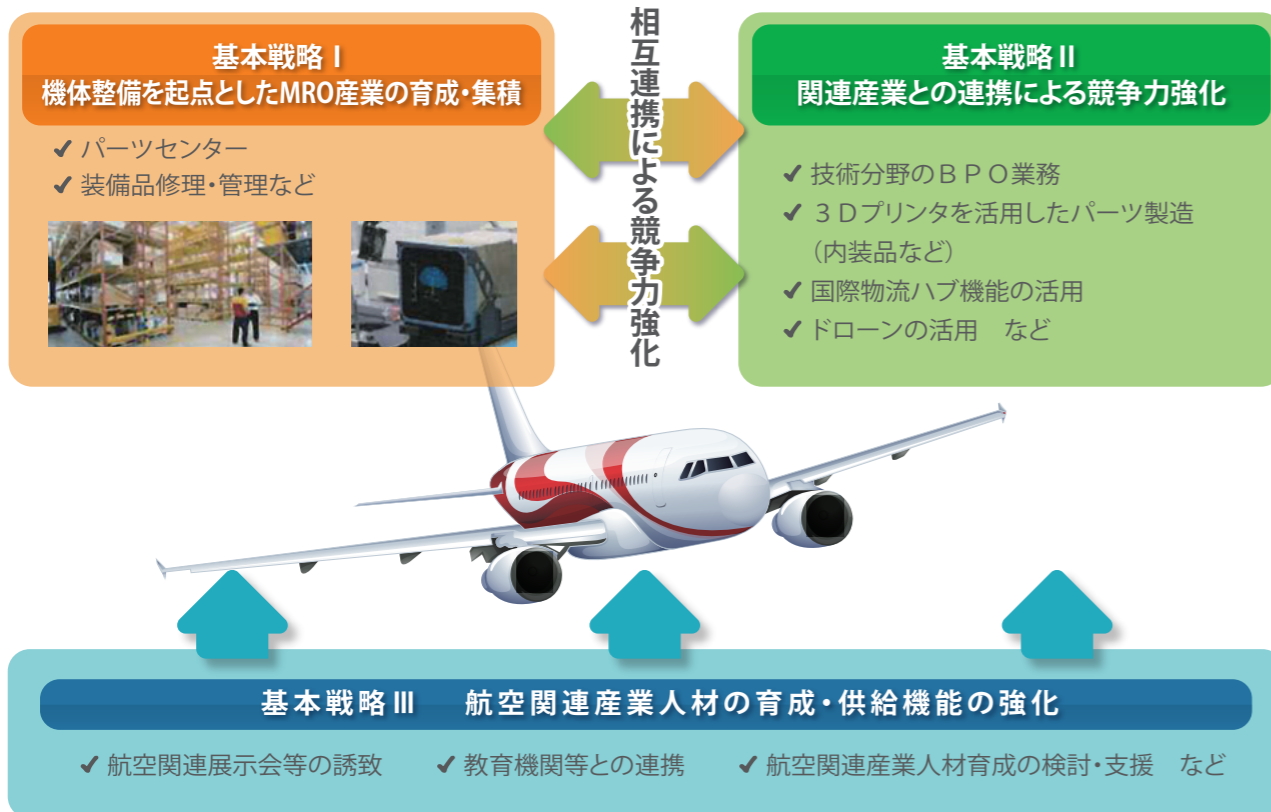 基本戦略Ⅰ
機体整備を起点としたMRO産業の育成・集積
✔ パーツセンター
✔ 装備品修理・管理など
相互連携による競争力強化
基本戦略Ⅱ
関連産業との連携による競争力強化
✔ 技術分野のBPO業務
✔ 3Dプリンタを活用したパーツ製造
（内装品など）
✔ 国際物流ハブ機能の活用
✔ ドローンの活用　など
基本戦略Ⅲ　航空関連産業人材の育成・供給機能の強化
✔ 航空関連展示会等の誘致　✔ 教育機関等との連携　✔ 航空関連産業人材育成の検討・支援　など